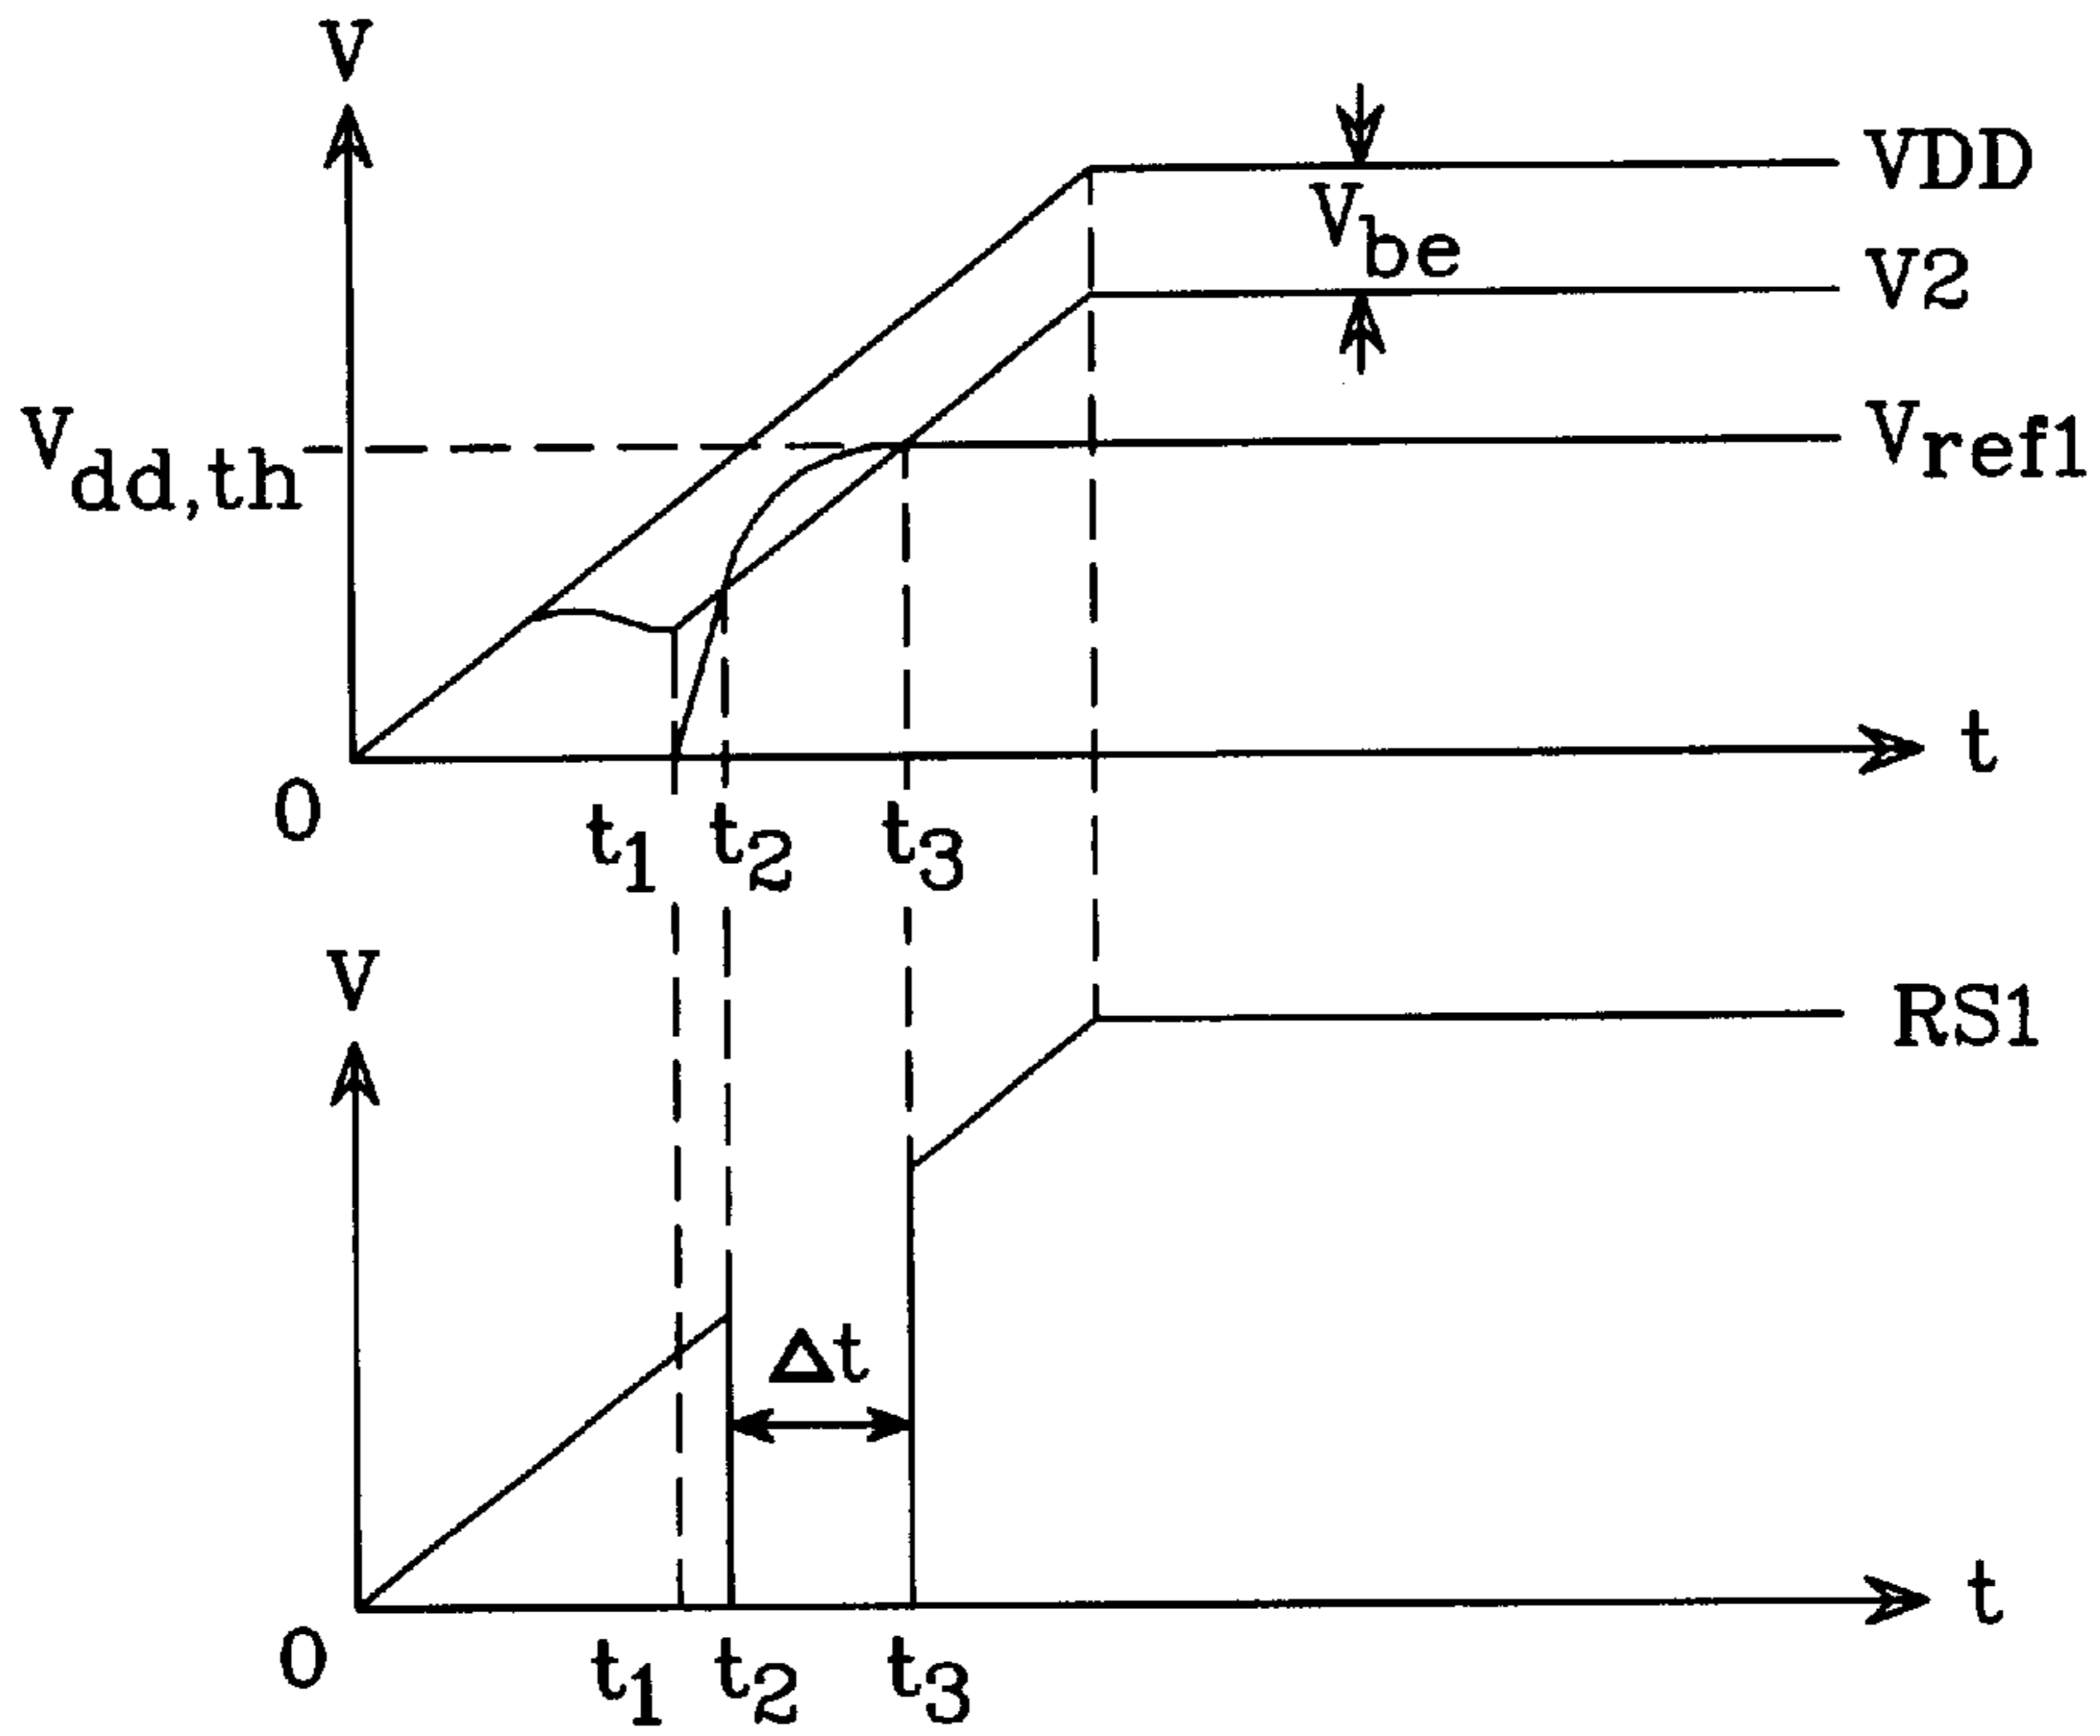 V
VDD
V_be
V2
V_dd,th
V_ref1
t
0
t_1
t_2
t_3
V
RS1
Δt
t
0
t_1
t_2
t_3